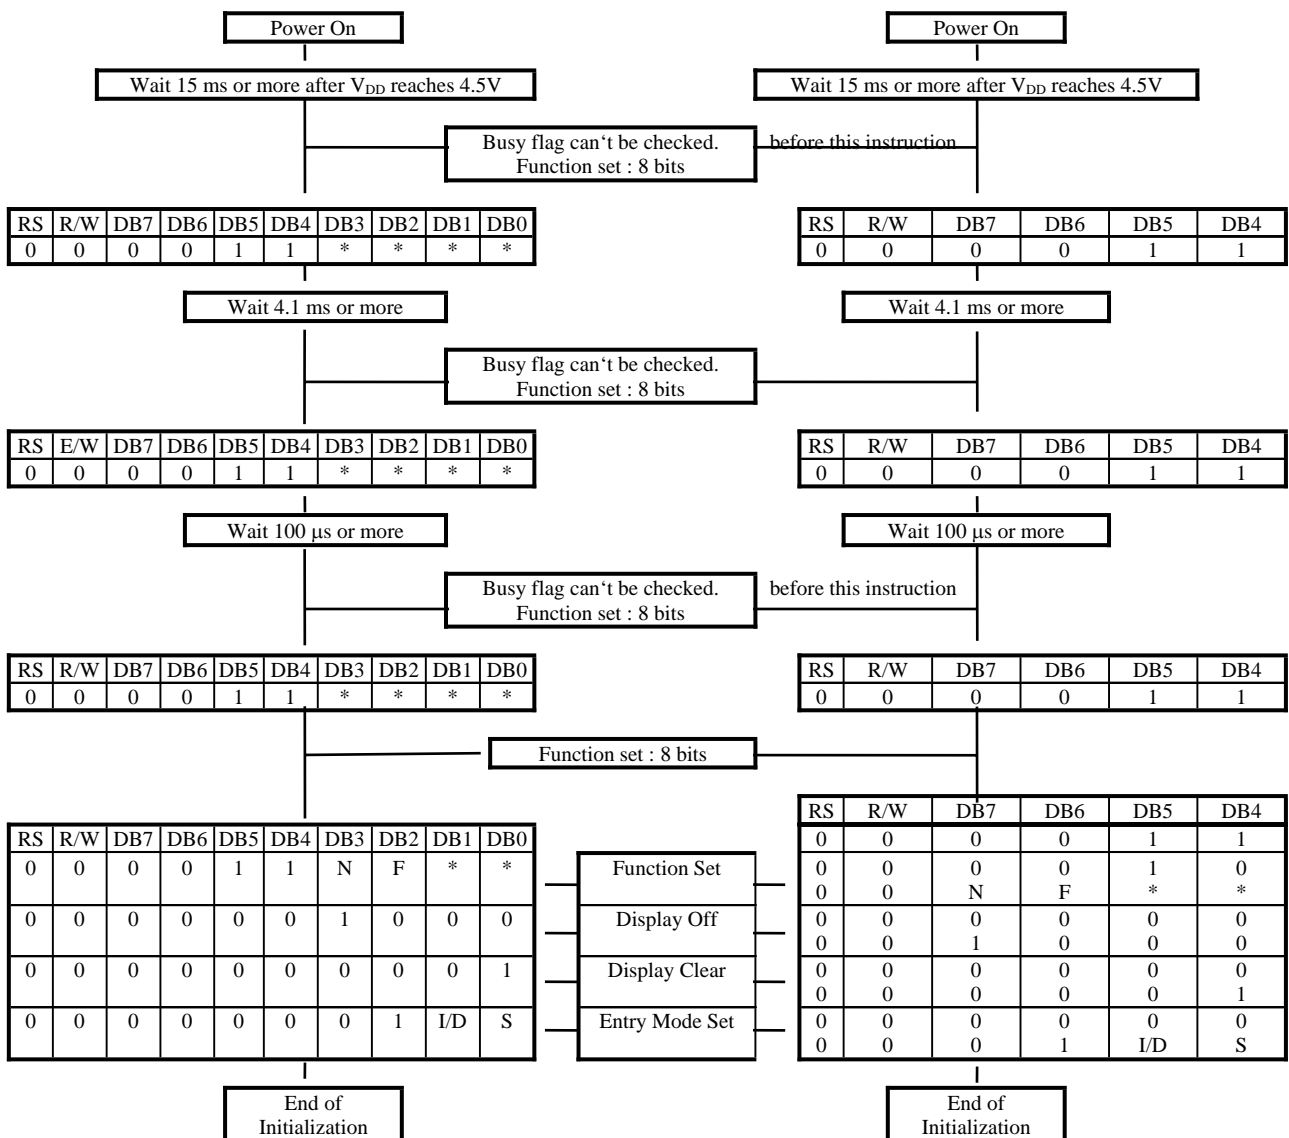 Power On Power On
Wait 15 ms or more after VDD reaches 4.5V Wait 15 ms or more after VDD reaches 4.5V
Busy flag can‘t be checked. before this instruction
Function set : 8 bits
RS R/W DB7 DB6 DB5 DB4 DB3 DB2 DB1 DB0 RS R/W DB7 DB6 DB5 DB4
0 0 0 0 1 1 * * * * 0 0 0 0 1 1
Wait 4.1 ms or more Wait 4.1 ms or more
Busy flag can‘t be checked.
Function set : 8 bits
RS E/W DB7 DB6 DB5 DB4 DB3 DB2 DB1 DB0 RS R/W DB7 DB6 DB5 DB4
0 0 0 0 1 1 * * * * 0 0 0 0 1 1
Wait 100 µs or more Wait 100 µs or more
Busy flag can‘t be checked. before this instruction
Function set : 8 bits
RS R/W DB7 DB6 DB5 DB4 DB3 DB2 DB1 DB0 RS R/W DB7 DB6 DB5 DB4
0 0 0 0 1 1 * * * * 0 0 0 0 1 1
Function set : 8 bits
RS R/W DB7 DB6 DB5 DB4
RS R/W DB7 DB6 DB5 DB4 DB3 DB2 DB1 DB0 0 0 0 0 1 1
0 0 0 0 1 1 N F * * Function Set 0 0 0 0 1 0
0 0 N F * *
0 0 0 0 0 0 1 0 0 0 Display Off 0 0 0 0 0 0
0 0 1 0 0 0
0 0 0 0 0 0 0 0 0 1 Display Clear 0 0 0 0 0 0
0 0 0 0 0 1
0 0 0 0 0 0 0 1 I/D S Entry Mode Set 0 0 0 0 0 0
0 0 0 1 I/D S
End of End of
Initialization Initialization